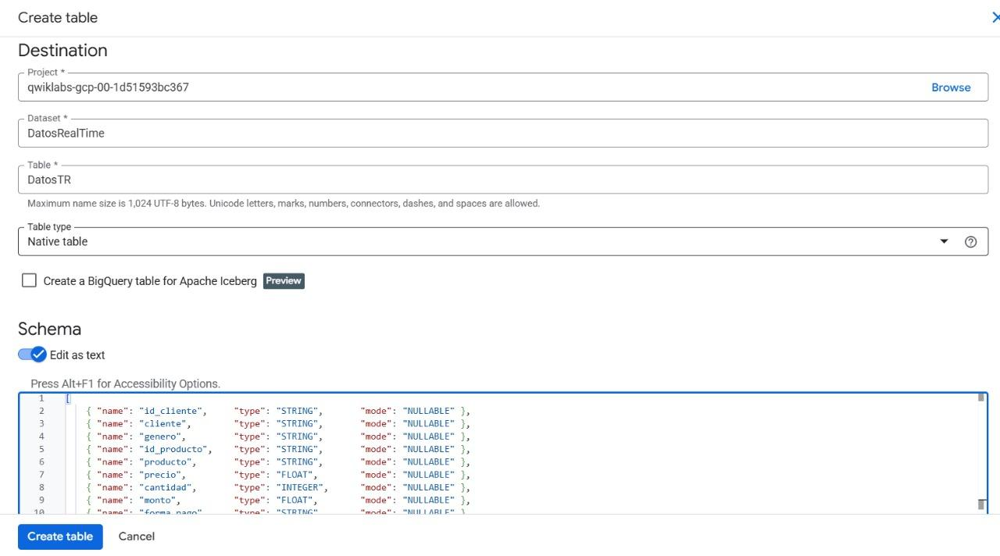 Create table
Destination
Project *
qwiklabs-gcp-00-1d51593bc367
Browse
Dataset *
DatosRealTime
Table *
DatosTR
Maximum name size is 1,024 UTF-8 bytes. Unicode letters, marks, numbers, connectors, dashes, and spaces are allowed.
Table type
Native table
Create a BigQuery table for Apache Iceberg Preview
Schema
Edit as text
Press Alt+F1 for Accessibility Options.
1 [
2 { "name": "id_cliente", "type": "STRING", "mode": "NULLABLE" },
3 { "name": "cliente", "type": "STRING", "mode": "NULLABLE" },
4 { "name": "genero", "type": "STRING", "mode": "NULLABLE" },
5 { "name": "id_producto", "type": "STRING", "mode": "NULLABLE" },
6 { "name": "producto", "type": "STRING", "mode": "NULLABLE" },
7 { "name": "precio", "type": "FLOAT", "mode": "NULLABLE" },
8 { "name": "cantidad", "type": "INTEGER", "mode": "NULLABLE" },
9 { "name": "monto", "type": "FLOAT", "mode": "NULLABLE" },
10 { "name": "forma_pago", "type": "STRING", "mode": "NULLABLE" },
Create table
Cancel